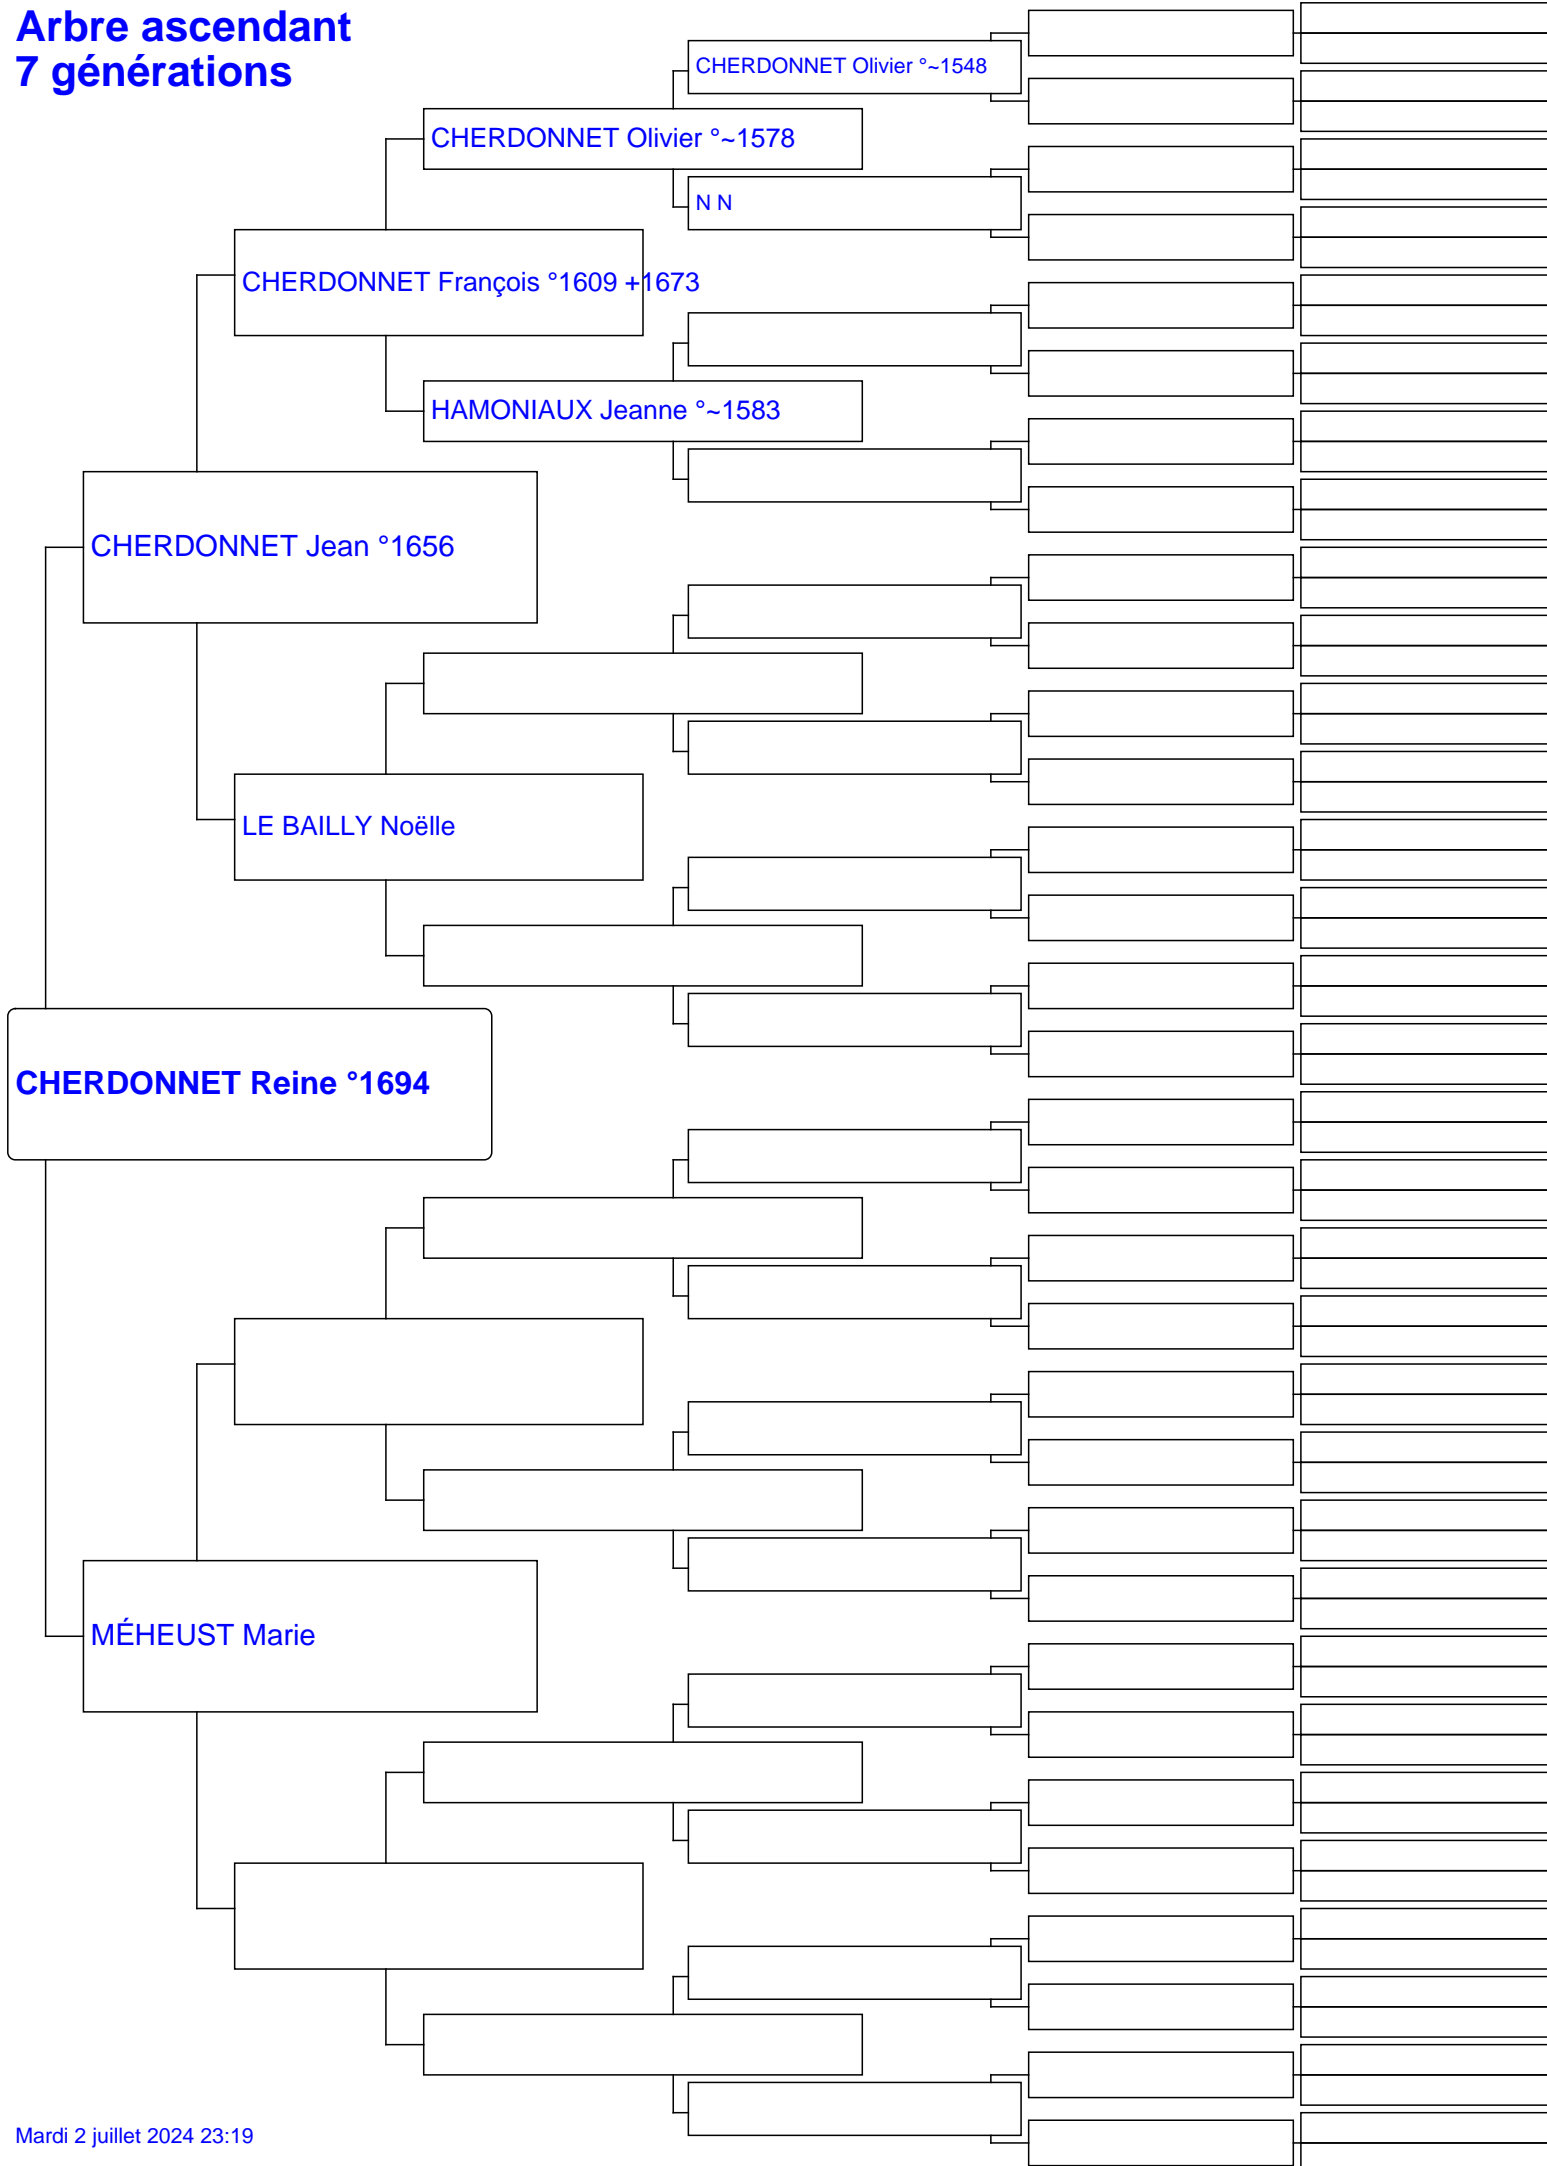 Arbre ascendant
7 générations
CHERDONNET Olivier °~1548
CHERDONNET Olivier °~1578
N N
CHERDONNET François °1609 +1673
HAMONIAUX Jeanne °~1583
CHERDONNET Jean °1656
LE BAILLY Noëlle
CHERDONNET Reine °1694
MÉHEUST Marie
Mardi 2 juillet 2024 23:19